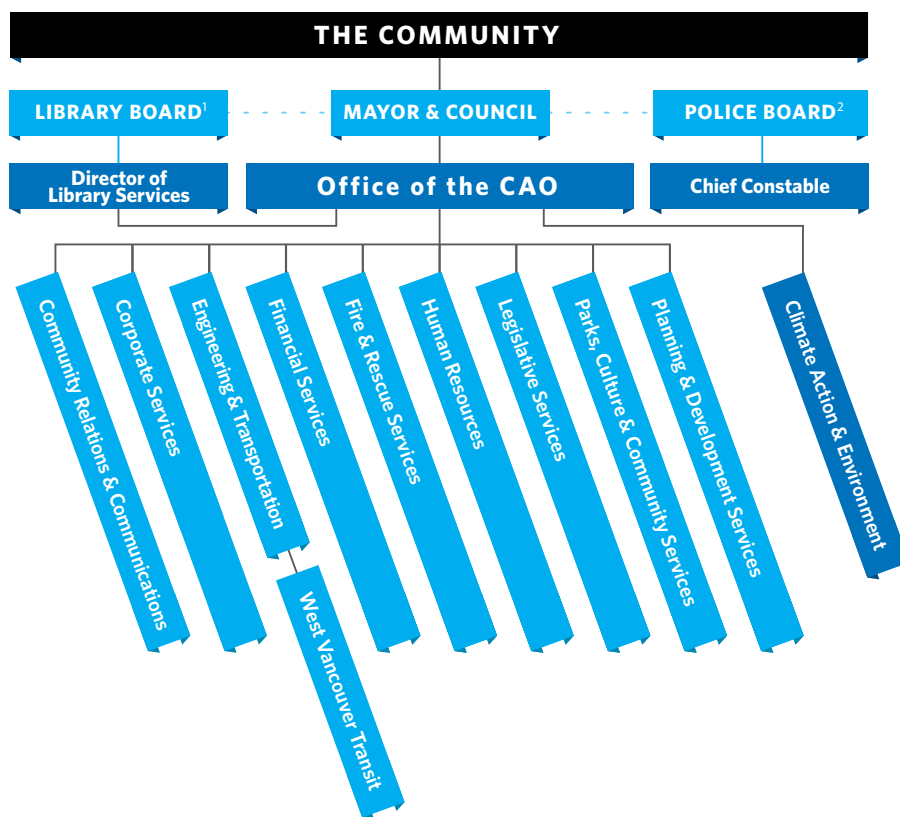 THE COMMUNITY
LIBRARY BOARD¹
MAYOR & COUNCIL
POLICE BOARD²
Director of
Library Services
Office of the CAO
Chief Constable
Community Relations & Communications
Corporate Services
Engineering & Transportation
Financial Services
Fire & Rescue Services
Human Resources
Legislative Services
Parks, Culture & Community Services
Planning & Development Services
Climate Action & Environment
West Vancouver Transit